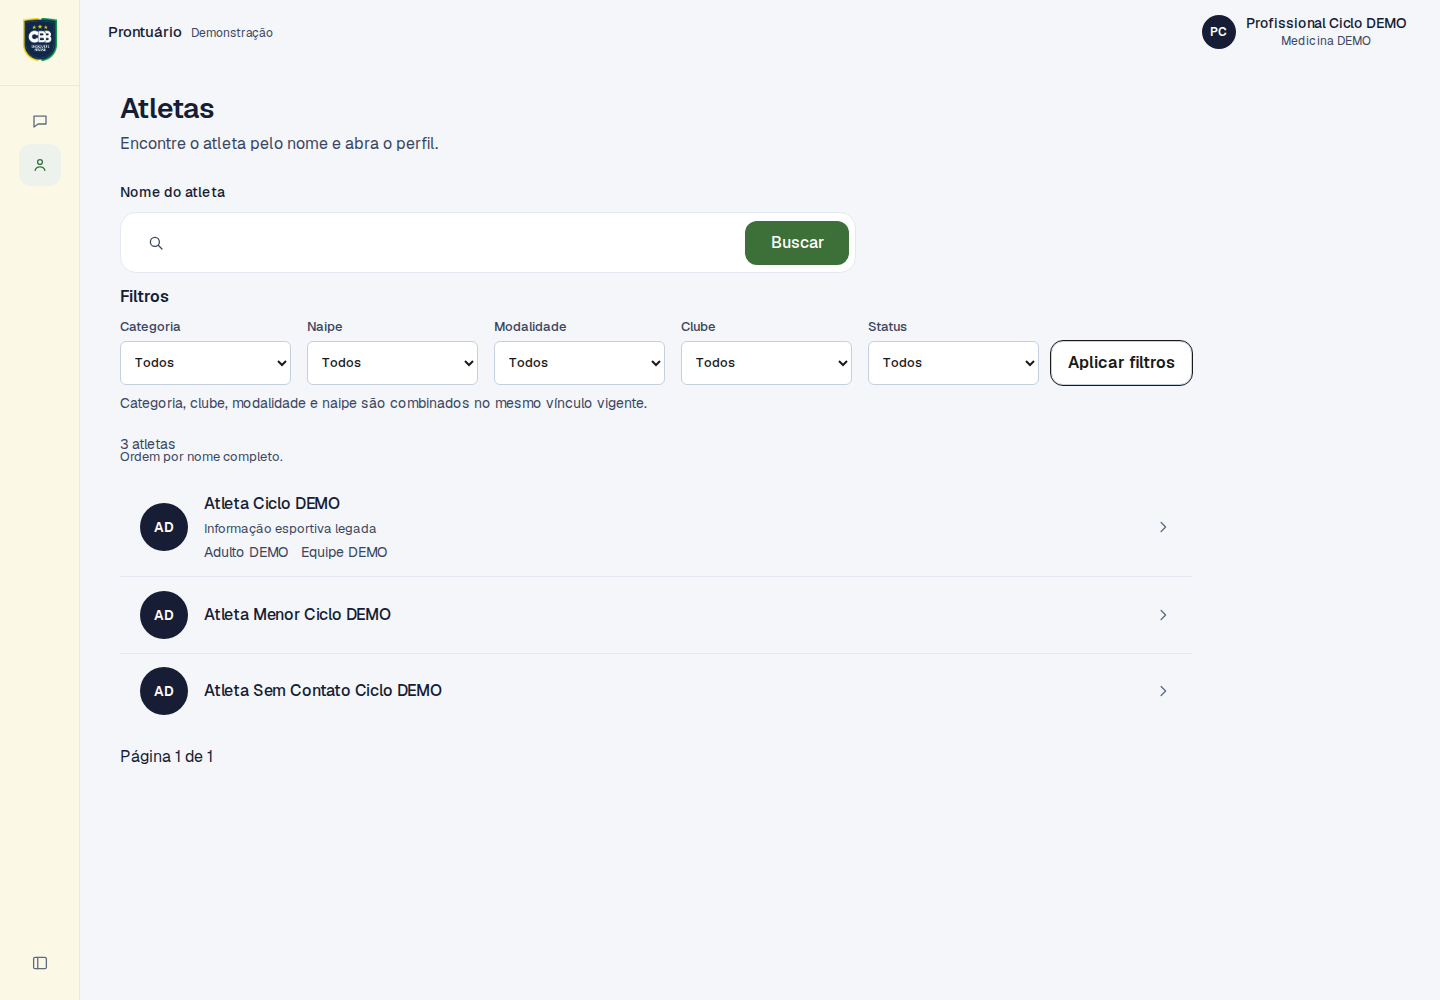 CBB
Prontuário Demonstração
PC
Profissional Ciclo DEMO
Medicina DEMO
Atletas
Encontre o atleta pelo nome e abra o perfil.
Nome do atleta
Buscar
Filtros
Categoria Naipe Modalidade Clube Status
Todos Todos Todos Todos Todos Aplicar filtros
Categoria, clube, modalidade e naipe são combinados no mesmo vínculo vigente.
3 atletas
Ordem por nome completo.
AD
Atleta Ciclo DEMO
Informação esportiva legada
Adulto DEMO Equipe DEMO
AD
Atleta Menor Ciclo DEMO
AD
Atleta Sem Contato Ciclo DEMO
Página 1 de 1